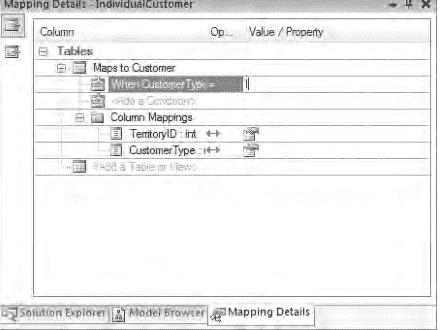 Mapping Details - IndividualCustomer
Column Op... Value / Property
Tables
Maps to Customer
When CustomerType = I
<Add a Condition>
Column Mappings
TerritoryID : int
CustomerType :
<Add a Table or View>
Solution Explorer Model Browser Mapping Details